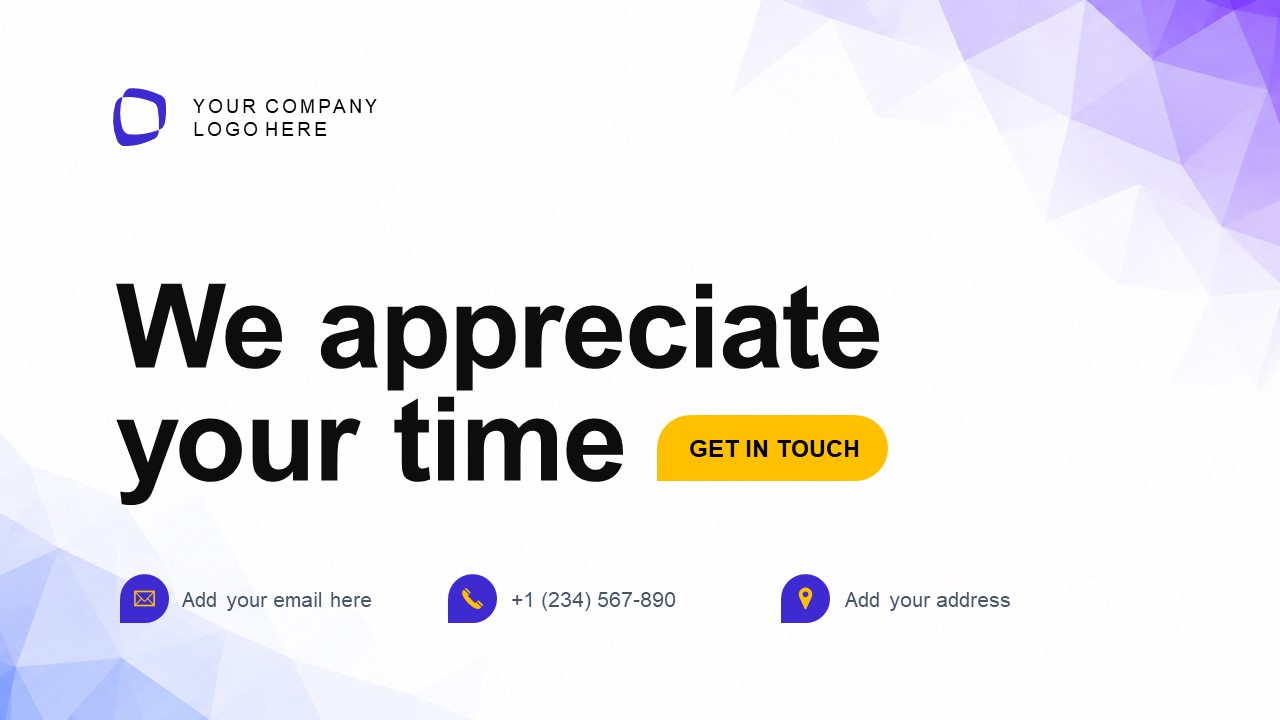 YOUR COMPANY
LOGO HERE
We appreciate
your time
GET IN TOUCH
Add your email here
+1 (234) 567-890
Add your address